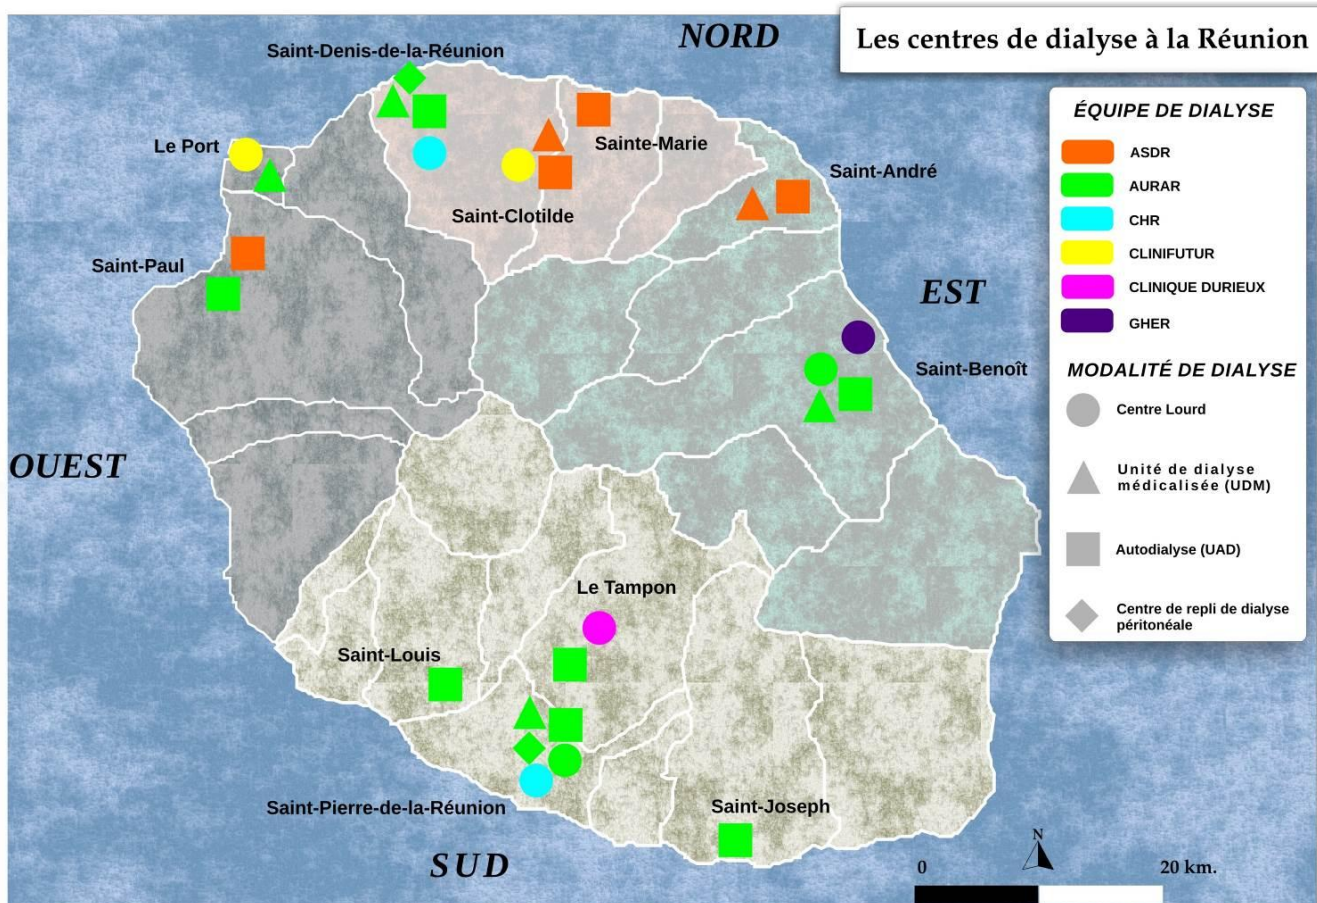 Les centres de dialyse à la Réunion
NORD
Saint-Denis-de-la-Réunion
Le Port
Sainte-Marie
Saint-André
Saint-Clotilde
Saint-Paul
EST
Saint-Benoît
OUEST
Le Tampon
Saint-Louis
Saint-Pierre-de-la-Réunion
Saint-Joseph
SUD
ÉQUIPE DE DIALYSE
ASDR
AURAR
CHR
CLINIFUTUR
CLINIQUE DURIEUX
GHER
MODALITÉ DE DIALYSE
Centre Lourd
Unité de dialyse
médicalisée (UDM)
Autodialyse (UAD)
Centre de repli de dialyse
péritonéale
N
0 20 km.